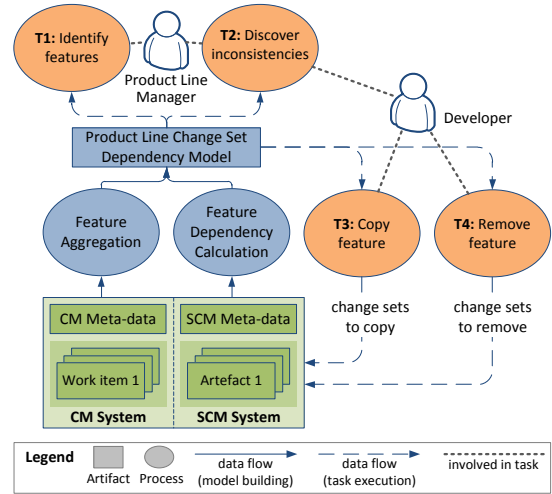 T1: Identify
features
T2: Discover
inconsistencies
Product Line
Manager
Developer
Product Line Change Set
Dependency Model
Feature
Aggregation
Feature
Dependency
Calculation
T3: Copy
feature
T4: Remove
feature
CM Meta-data
SCM Meta-data
change sets
to copy
change sets
to remove
Work item 1
Artefact 1
CM System
SCM System
Legend
Artifact
Process
data flow
(model building)
data flow
(task execution)
involved in task